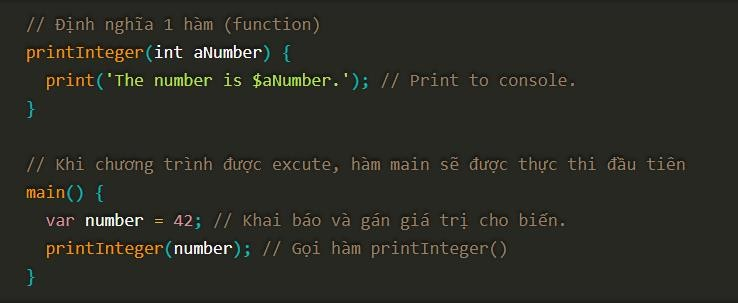 // Định nghĩa 1 hàm (function)
printInteger(int aNumber) {
  print('The number is $aNumber.'); // Print to console.
}
// Khi chương trình được excute, hàm main sẽ được thực thi đầu tiên
main() {
  var number = 42; // Khai báo và gán giá trị cho biến.
  printInteger(number); // Gọi hàm printInteger()
}